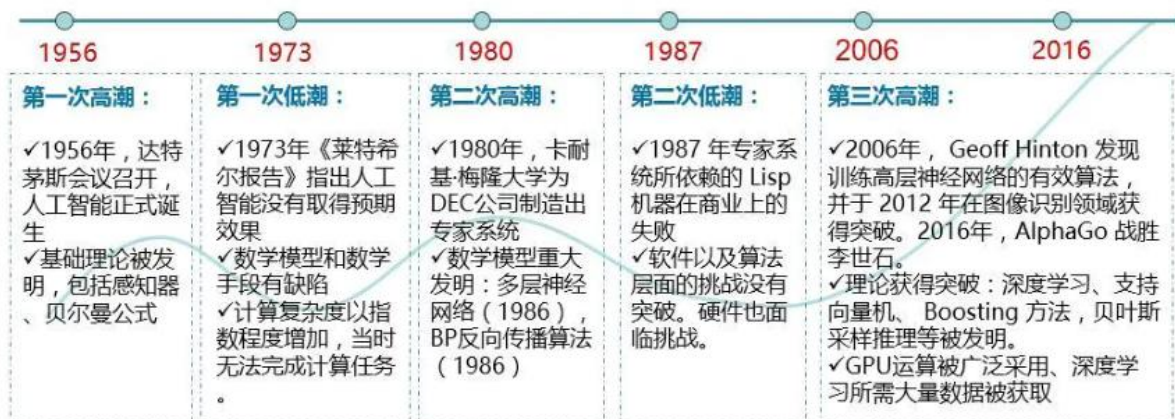 1956
1973
1980
1987
2006
2016
第一次高潮：
✓1956年，达特
茅斯会议召开，
人工智能正式诞
生
✓基础理论被发
明，包括感知器
、贝尔曼公式
第一次低潮：
✓1973年《莱特希
尔报告》指出人工
智能没有取得预期
效果
✓数学模型和数学
手段有缺陷
✓计算复杂度以指
数程度增加，当时
无法完成计算任务
。
第二次高潮：
✓1980年，卡耐
基·梅隆大学为
DEC公司制造出
专家系统
✓数学模型重大
发明：多层神经
网络（1986），
BP反向传播算法
（1986）
第二次低潮：
✓1987 年专家系
统所依赖的 Lisp
机器在商业上的
失败
✓软件以及算法
层面的挑战没有
突破。硬件也面
临挑战。
第三次高潮：
✓2006年， Geoff Hinton 发现
训练高层神经网络的有效算法，
并于 2012 年在图像识别领域获
得突破。2016年，AlphaGo 战胜
李世石。
✓理论获得突破：深度学习、支持
向量机、 Boosting 方法，贝叶斯
采样推理等被发明。
✓GPU运算被广泛采用、深度学
习所需大量数据被获取